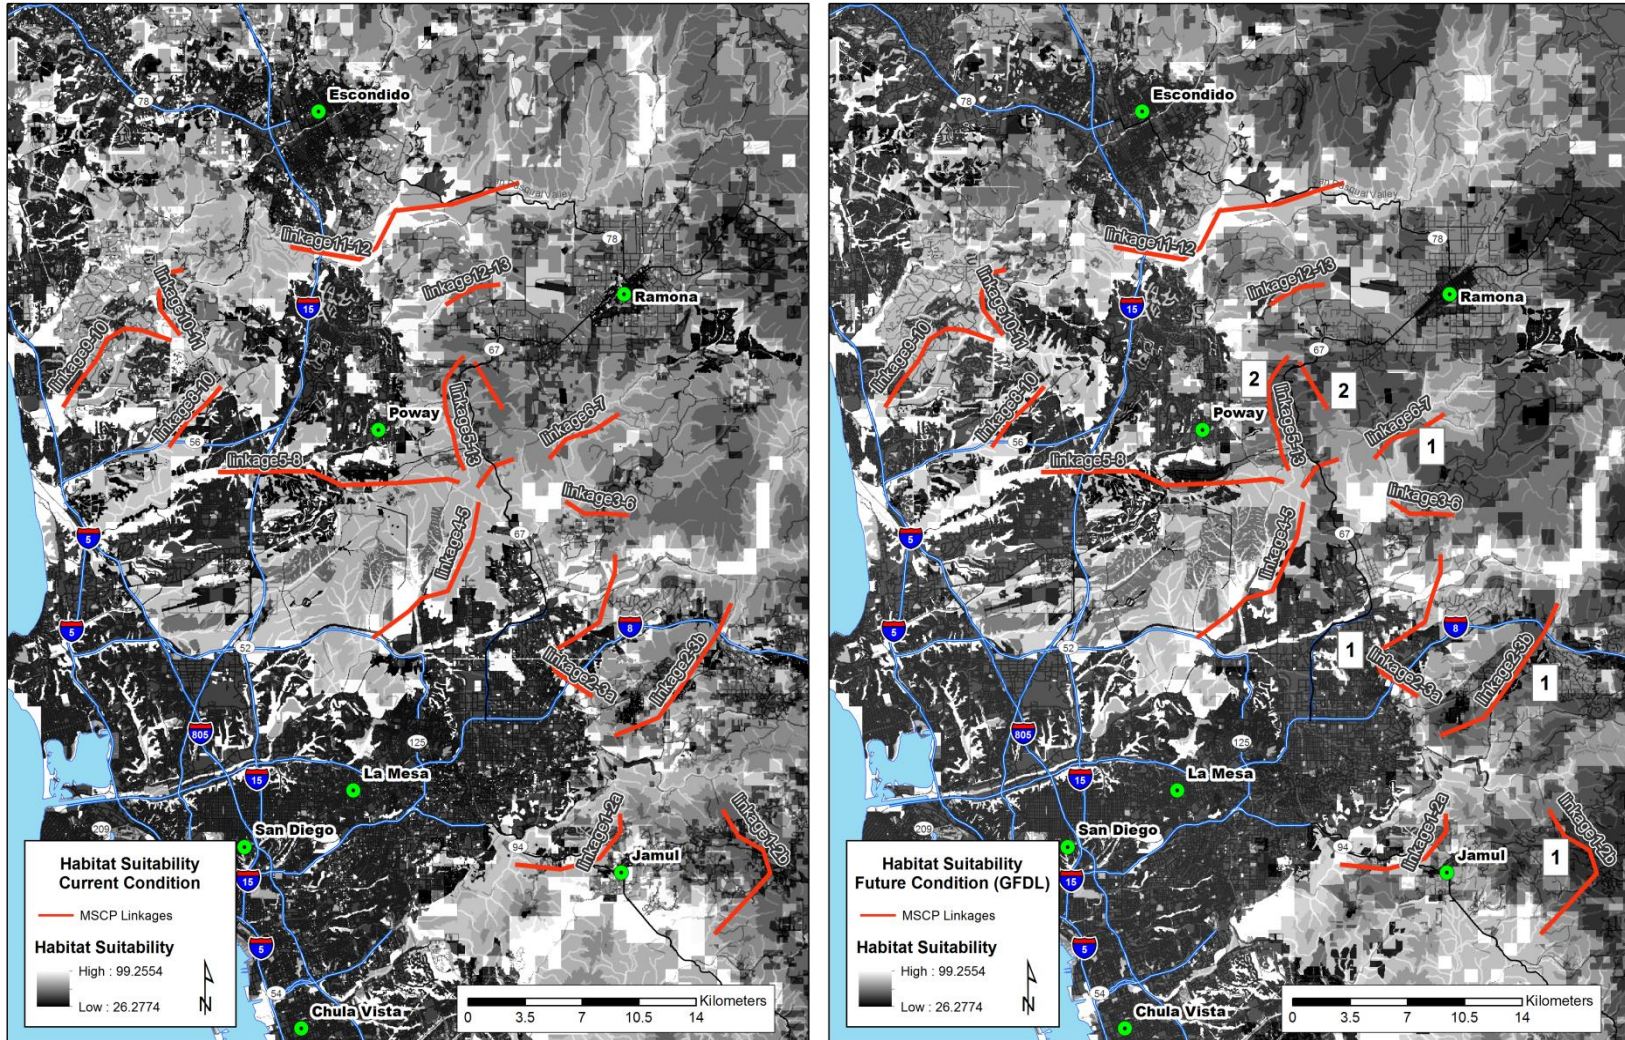 Escondido
78
San Pasqual Valley
linkage11-12
78
linkage12-13
Ramona
linkage10-11
15
linkage9-10
67
linkage8-10
Poway
linkage5-13
linkage6-7
56
linkage5-8
linkage3-6
linkage4-5
5
67
5
52
8
linkage2-3a
linkage2-3b
805
125
15
La Mesa
linkage1-2a
linkage1-2b
209
San Diego
94
Jamul
15
5
54
Chula Vista
Habitat Suitability
Current Condition
MSCP Linkages
Habitat Suitability
High : 99.2554
Low : 26.2774
N
Kilometers
0 3.5 7 10.5 14
Escondido
78
San Pasqual Valley
linkage11-12
78
linkage12-13
Ramona
linkage10-11
15
linkage9-10
67
2
2
linkage8-10
Poway
linkage5-13
linkage6-7
1
56
linkage5-8
linkage3-6
linkage4-5
5
67
5
52
8
1
linkage2-3a
linkage2-3b
1
805
125
15
La Mesa
linkage1-2a
linkage1-2b
209
San Diego
94
Jamul
1
15
5
54
Chula Vista
Habitat Suitability
Future Condition (GFDL)
MSCP Linkages
Habitat Suitability
High : 99.2554
Low : 26.2774
N
Kilometers
0 3.5 7 10.5 14